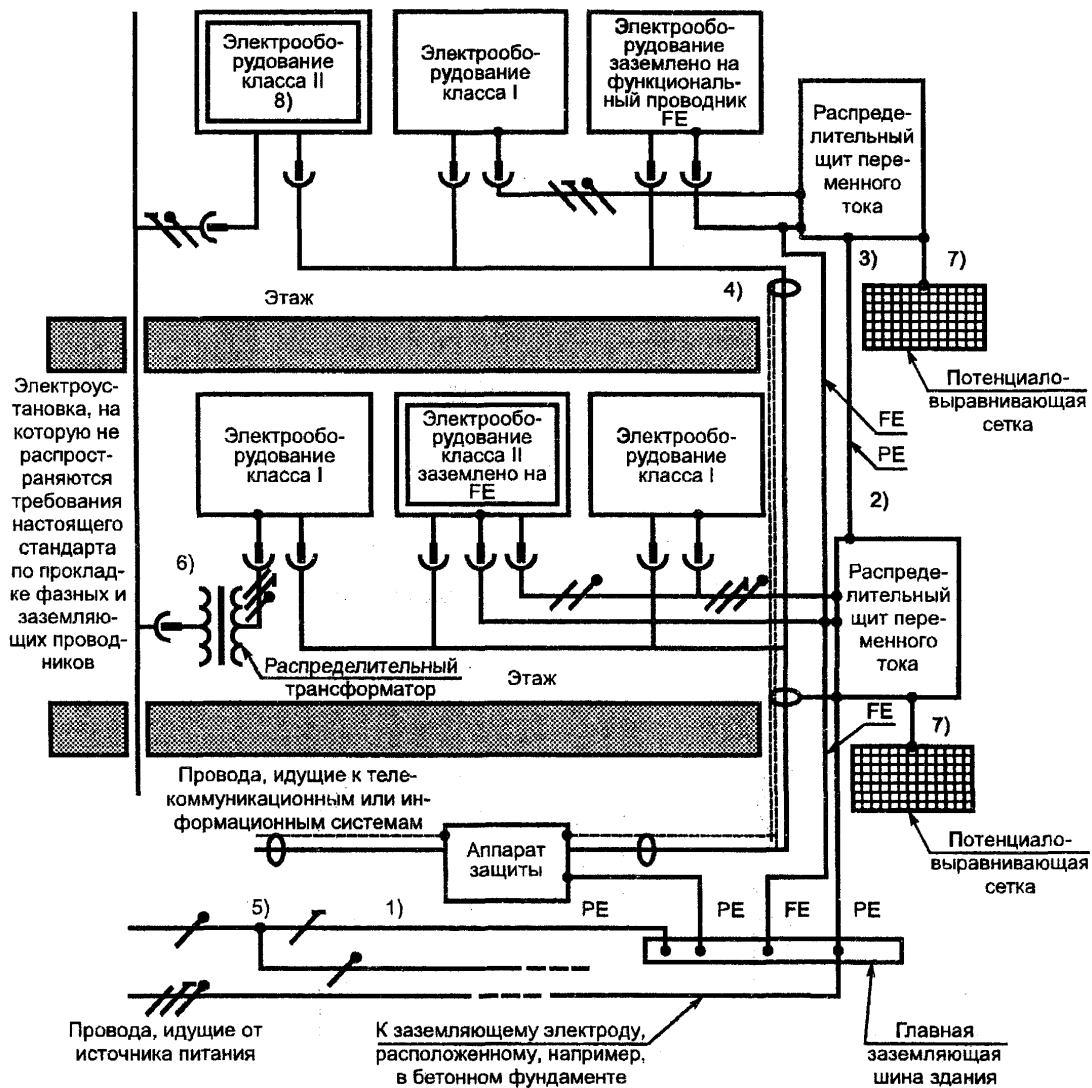 Электрообо-
рудование
класса II
8)
Электрообо-
рудование
класса I
Электрообо-
рудование
заземлено на
функциональ-
ный проводник
FE
Распреде-
лительный
щит пере-
менного
тока
3)
7)
4)
Этаж
Потенциало-
выравнивающая
сетка
FE
PE
Электроус-
тановка, на
которую не
распрост-
раняются
требования
настоящего
стандарта
по проклад-
ке фазных и
заземляю-
щих провод-
ников
Электрообо-
рудование
класса I
Электрообо-
рудование
класса II
заземлено на
FE
Электрообо-
рудование
класса I
2)
6)
Распреде-
лительный
щит пере-
менного
тока
Распределительный
трансформатор
Этаж
FE
7)
Провода, идущие к теле-
коммуникационным или ин-
формационным системам
Аппарат
защиты
Потенциало-
выравнивающая
сетка
5)
1)
PE
PE
FE
PE
Провода, идущие от
источника питания
К заземляющему электроду,
расположенному, например,
в бетонном фундаменте
Главная
заземляющая
шина здания